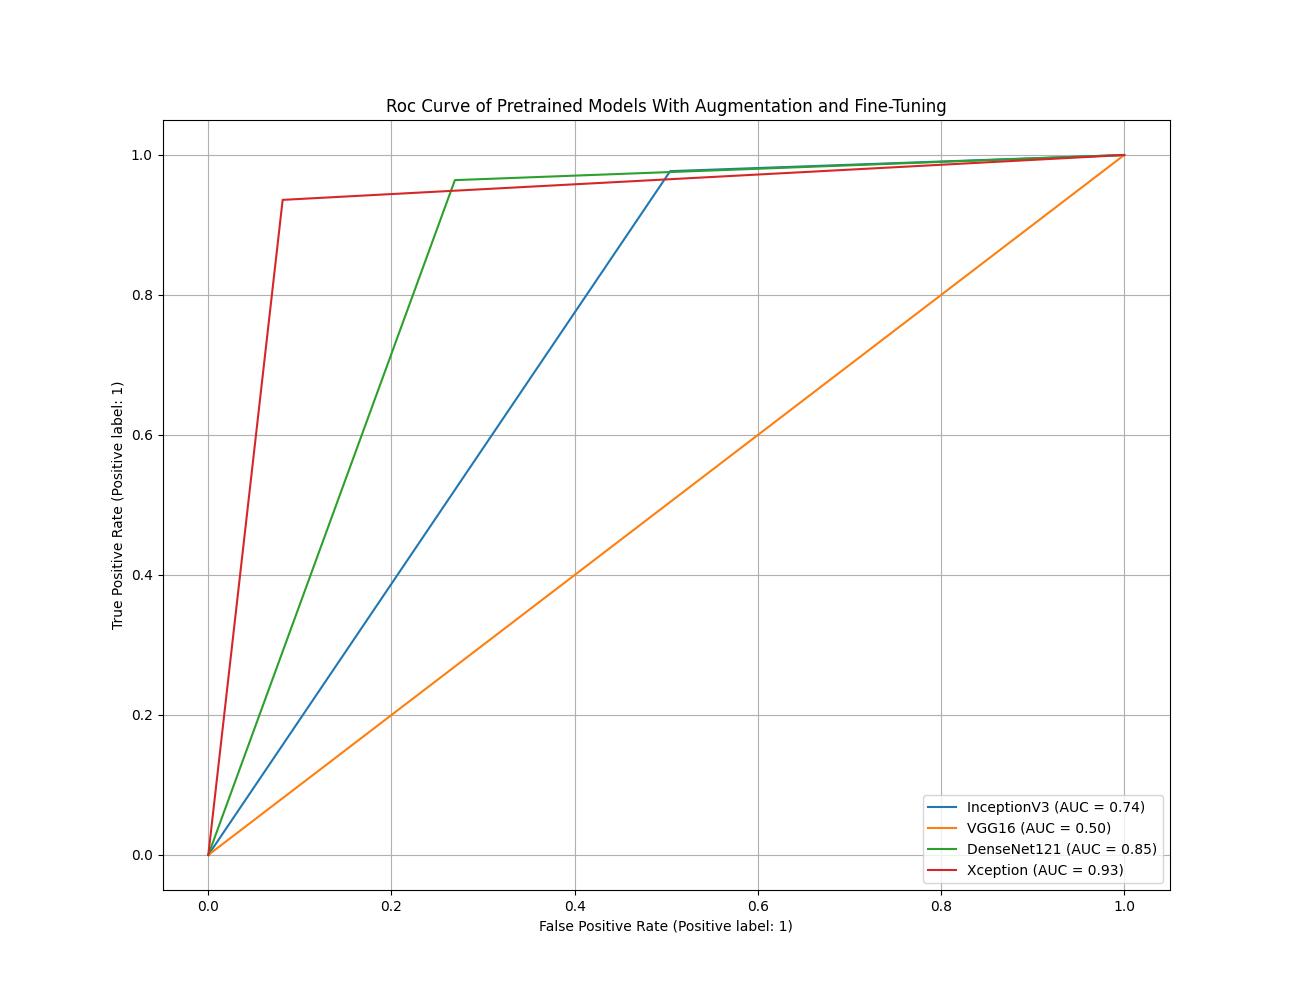 Roc Curve of Pretrained Models With Augmentation and Fine-Tuning
1.0
0.8
0.6
0.4
0.2
0.0
True Positive Rate (Positive label: 1)
InceptionV3 (AUC = 0.74)
VGG16 (AUC = 0.50)
DenseNet121 (AUC = 0.85)
Xception (AUC = 0.93)
0.0 0.2 0.4 0.6 0.8 1.0
False Positive Rate (Positive label: 1)